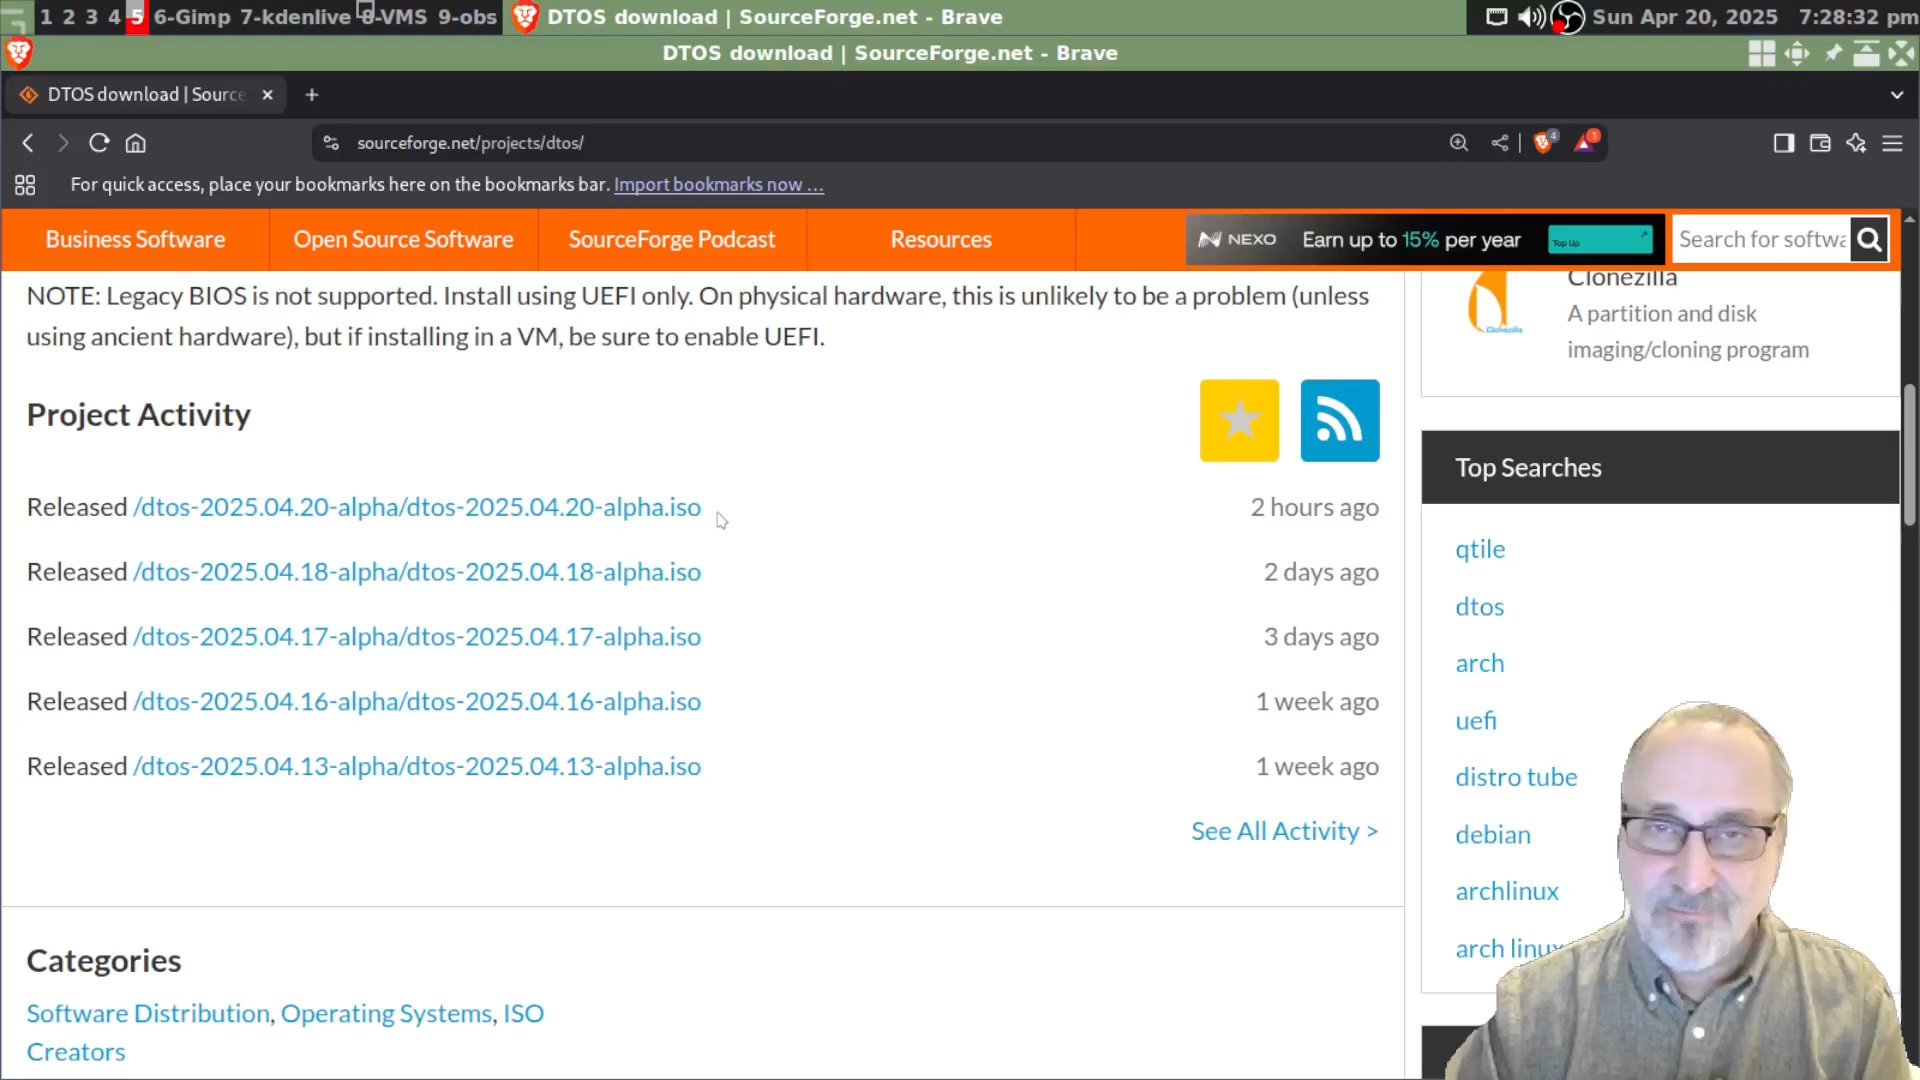 1 2 3 4 5 6-Gimp 7-kdenlive 8-VMS 9-obs DTOS download | SourceForge.net - Brave Sun Apr 20, 2025 7:28:32 pm
DTOS download | SourceForge.net - Brave
DTOS download | Source
sourceforge.net/projects/dtos/
4
1
For quick access, place your bookmarks here on the bookmarks bar. Import bookmarks now ...
Business Software
Open Source Software
SourceForge Podcast
Resources
NEXO Earn up to 15% per year Top Up
Search for softwa
NOTE: Legacy BIOS is not supported. Install using UEFI only. On physical hardware, this is unlikely to be a problem (unless
using ancient hardware), but if installing in a VM, be sure to enable UEFI.
Project Activity
Released /dtos-2025.04.20-alpha/dtos-2025.04.20-alpha.iso 2 hours ago
Released /dtos-2025.04.18-alpha/dtos-2025.04.18-alpha.iso 2 days ago
Released /dtos-2025.04.17-alpha/dtos-2025.04.17-alpha.iso 3 days ago
Released /dtos-2025.04.16-alpha/dtos-2025.04.16-alpha.iso 1 week ago
Released /dtos-2025.04.13-alpha/dtos-2025.04.13-alpha.iso 1 week ago
See All Activity >
Categories
Software Distribution, Operating Systems, ISO
Creators
Clonezilla
Clonezilla
A partition and disk
imaging/cloning program
Top Searches
qtile
dtos
arch
uefi
distro tube
debian
archlinux
arch linux